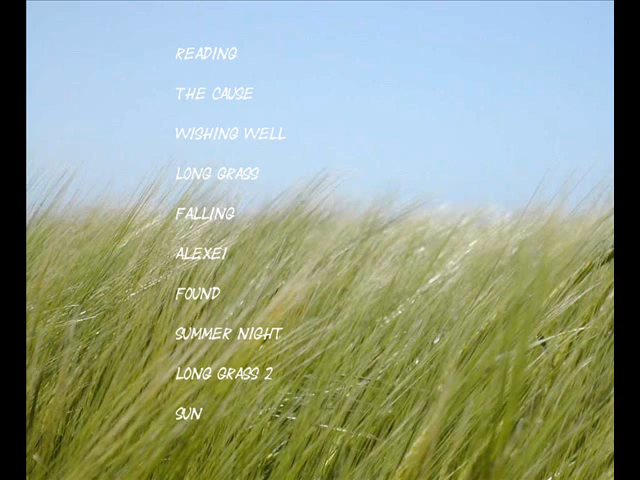 READING
THE CAUSE
WISHING WELL
LONG GRASS
FALLING
ALEXEI
FOUND
SUMMER NIGHT
LONG GRASS 2
SUN